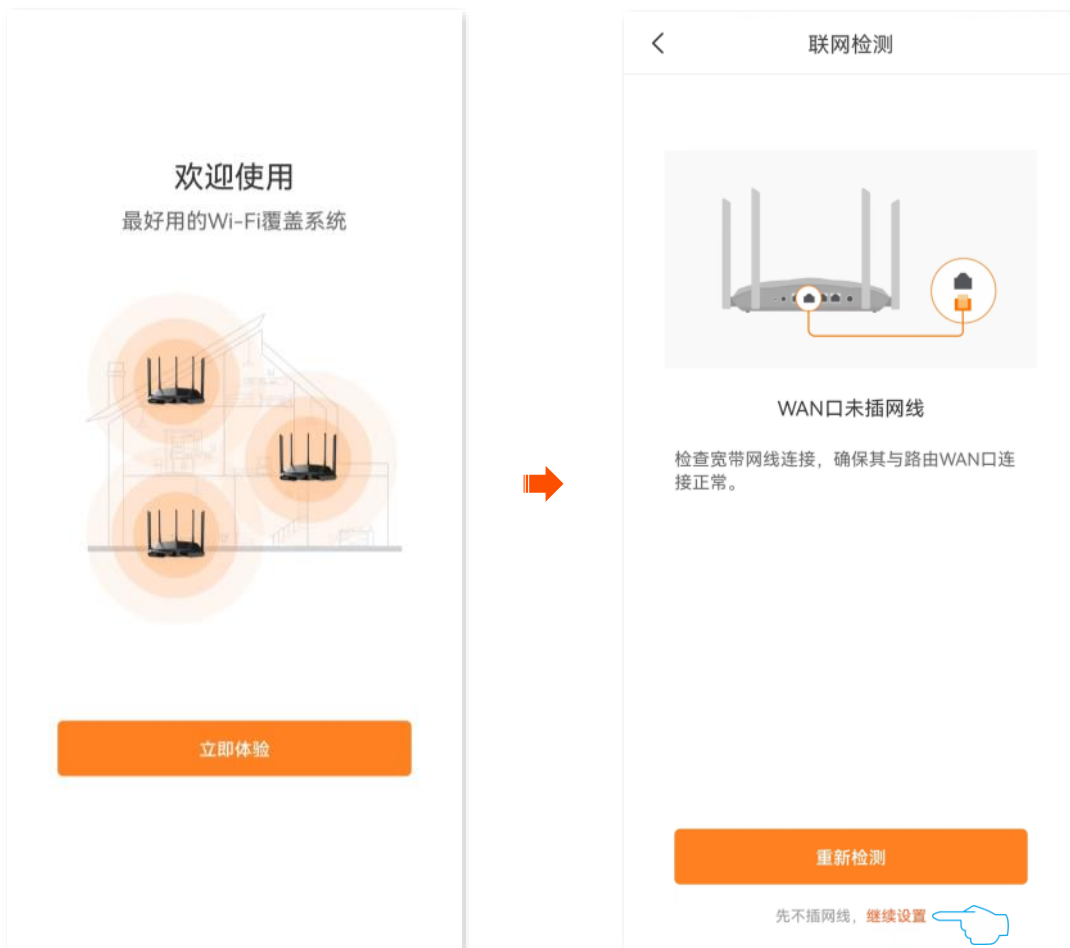 欢迎使用
最好用的Wi-Fi覆盖系统
立即体验
联网检测
WAN口未插网线
检查宽带网线连接，确保其与路由WAN口连
接正常。
重新检测
先不插网线，继续设置